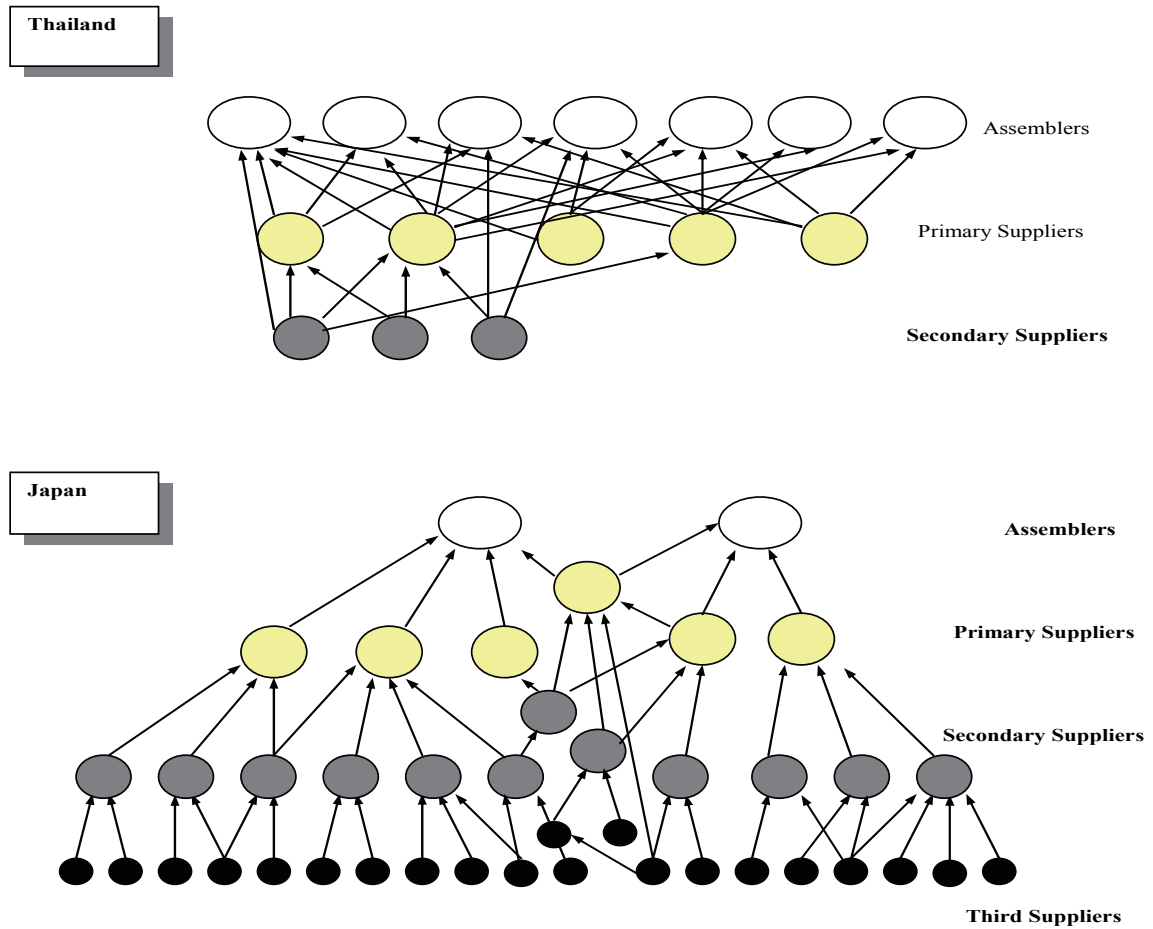 Thailand
Assemblers
Primary Suppliers
Secondary Suppliers
Japan
Assemblers
Primary Suppliers
Secondary Suppliers
Third Suppliers